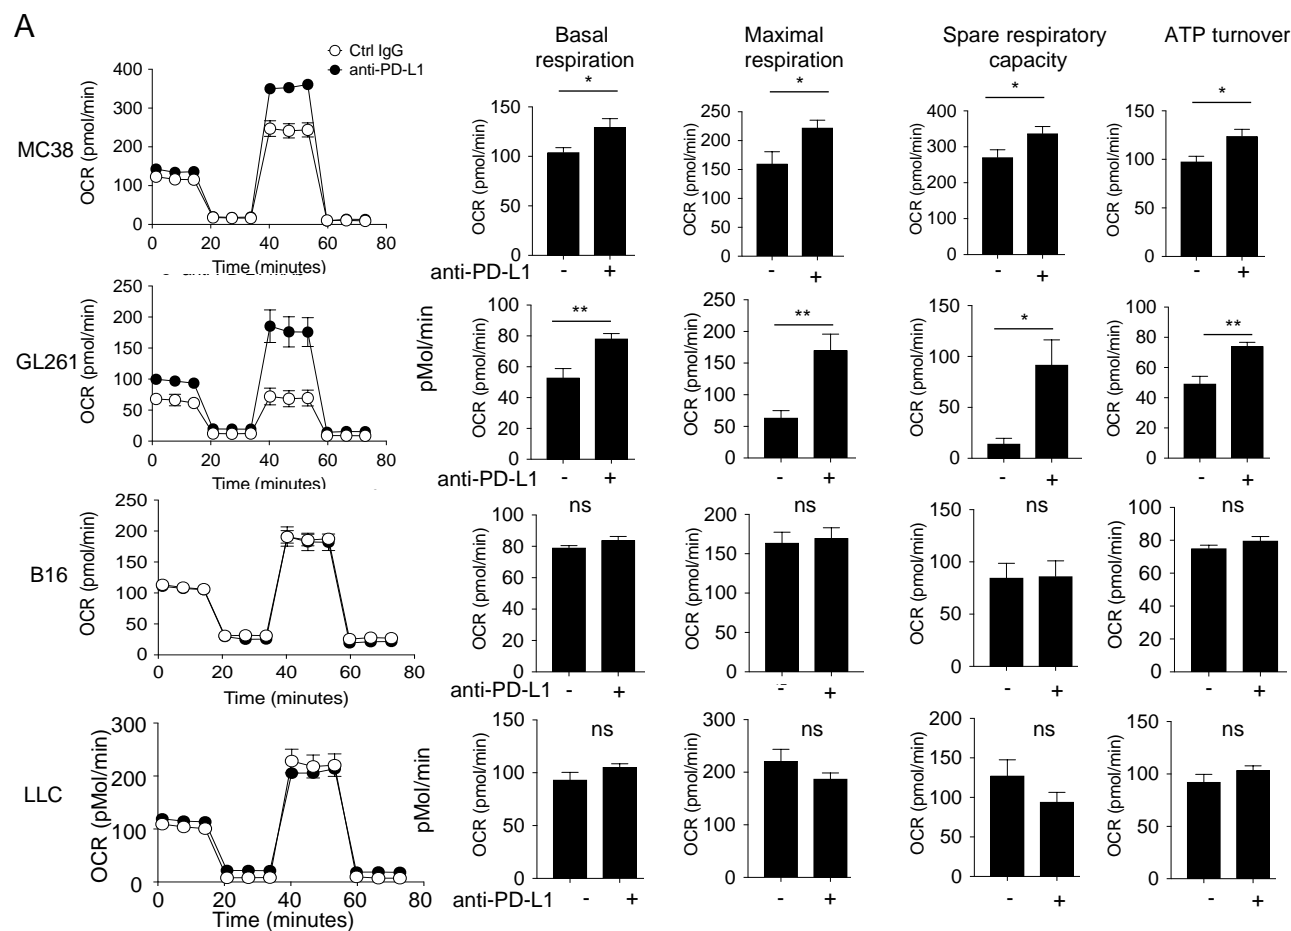 A
Ctrl IgG
anti-PD-L1
Basal
respiration
Maximal
respiration
Spare respiratory
capacity
ATP turnover
MC38
OCR (pmol/min)
400
300
200
100
0
0 20 40 60 80
Time (minutes)
*
OCR (pmol/min)
150
100
50
0
anti-PD-L1 - +
*
OCR (pmol/min)
250
200
150
100
50
0
- +
*
OCR (pmol/min)
400
300
400
0
- +
*
OCR (pmol/min)
150
100
50
0
- +
GL261
OCR (pmol/min)
250
200
150
100
50
0
0 20 40 60 80
Time (minutes)
pMol/min
**
OCR (pmol/min)
100
80
60
40
20
0
anti-PD-L1 - +
**
OCR (pmol/min)
250
200
150
100
50
0
- +
*
OCR (pmol/min)
150
100
50
0
- +
**
OCR (pmol/min)
100
80
60
40
20
0
- +
B16
OCR (pmol/min)
250
200
150
100
50
0
0 20 40 60 80
Time (minutes)
ns
OCR (pmol/min)
100
80
60
40
20
0
anti-PD-L1 - +
ns
OCR (pmol/min)
200
150
100
50
0
- +
ns
OCR (pmol/min)
150
100
50
0
- +
ns
OCR (pmol/min)
100
80
60
40
20
0
- +
LLC
OCR (pMol/min)
300
200
100
0
0 20 40 60 80
Time (minutes)
pMol/min
ns
OCR (pmol/min)
150
100
50
0
anti-PD-L1 - +
ns
OCR (pmol/min)
300
200
100
0
- +
ns
OCR (pmol/min)
150
100
50
0
- +
ns
OCR (pmol/min)
150
100
50
0
- +